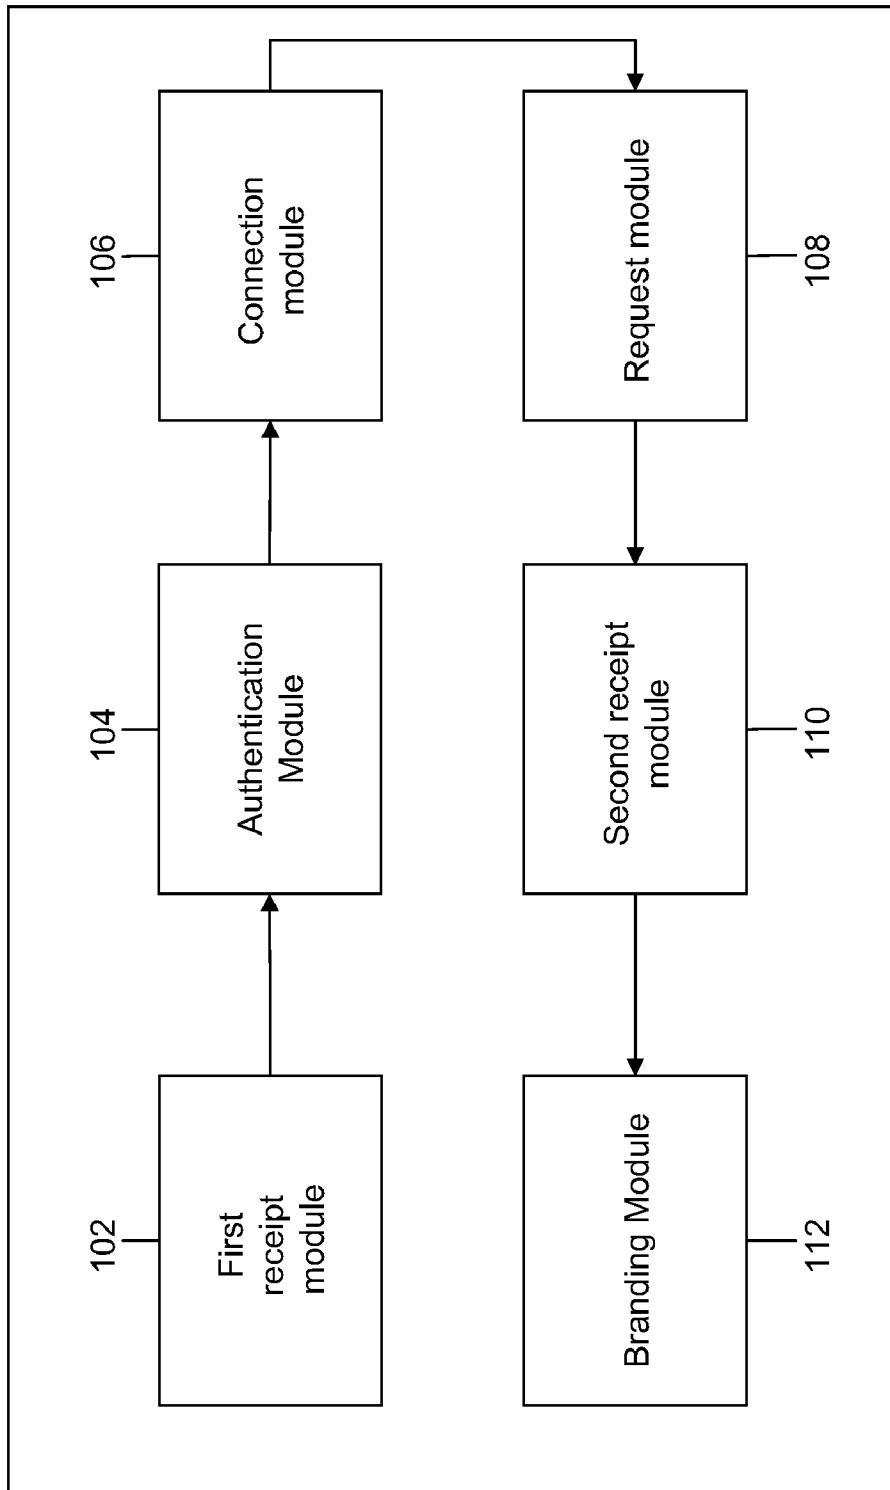 102
First
receipt
module
104
Authentication
Module
106
Connection
module
Branding Module
112
Second receipt
module
110
Request module
108